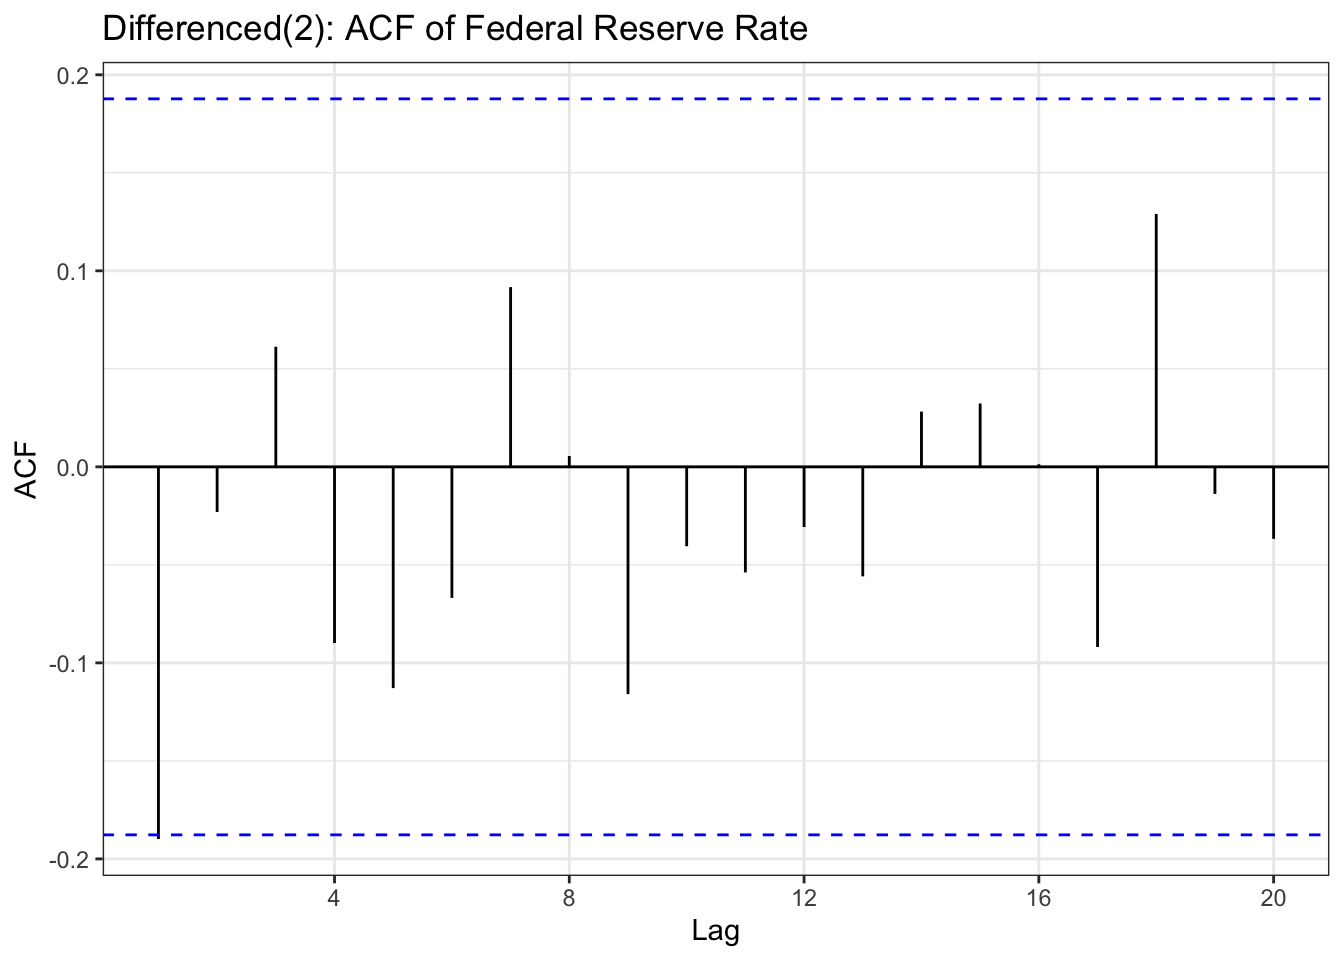 Differenced(2): ACF of Federal Reserve Rate
0.2
0.1
0.0
-0.1
-0.2
ACF
4 8 12 16 20
Lag